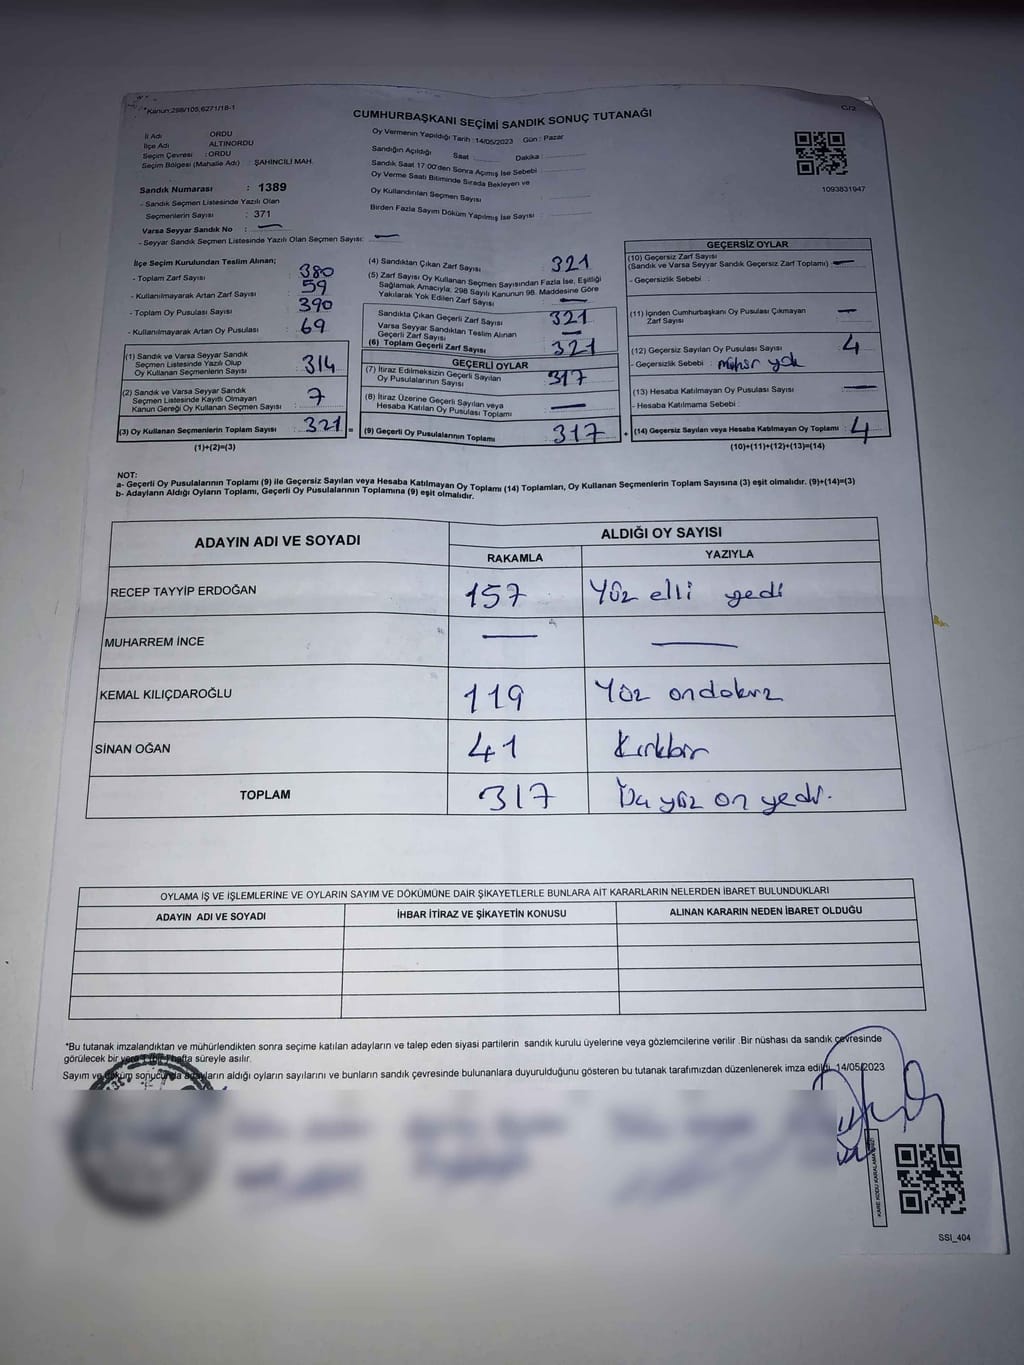 *Kanun:298/105,6271/18-1
C/2
CUMHURBAŞKANI SEÇİMİ SANDIK SONUÇ TUTANAĞI
İl Adı ORDU
İlçe Adı ALTINORDU
Seçim Çevresi : ORDU
Seçim Bölgesi (Mahalle Adı) : ŞAHİNCİLİ MAH.
Sandık Numarası : 1389
- Sandık Seçmen Listesinde Yazılı Olan
Seçmenlerin Sayısı : 371
Varsa Seyyar Sandık No : —
- Seyyar Sandık Seçmen Listesinde Yazılı Olan Seçmen Sayısı: —
Oy Vermenin Yapıldığı Tarih :14/05/2023 Gün : Pazar
Sandığın Açıldığı Saat Dakika :
Sandık Saat 17:00'den Sonra Açımış İse Sebebi
Oy Verme Saati Bitiminde Sırada Bekleyen ve
Oy Kullandırılan Seçmen Sayısı :
Birden Fazla Sayım Döküm Yapılmış İse Sayısı :
1093831947
İlçe Seçim Kurulundan Teslim Alınan;
- Toplam Zarf Sayısı : 380
- Kullanılmayarak Artan Zarf Sayısı : 59
- Toplam Oy Pusulası Sayısı : 390
- Kullanılmayarak Artan Oy Pusulası : 69
(1) Sandık ve Varsa Seyyar Sandık
Seçmen Listesinde Yazılı Olup
Oy Kullanan Seçmenlerin Sayısı : 314
(2) Sandık ve Varsa Seyyar Sandık
Seçmen Listesinde Kayıtlı Olmayan
Kanun Gereği Oy Kullanan Seçmen Sayısı : 7
(3) Oy Kullanan Seçmenlerin Toplam Sayısı : 321 =
(1)+(2)=(3)
(4) Sandıktan Çıkan Zarf Sayısı : 321
(5) Zarf Sayısı Oy Kullanan Seçmen Sayısından Fazla İse, Eşitliği
Sağlamak Amacıyla, 298 Sayılı Kanunun 98. Maddesine Göre
Yakılarak Yok Edilen Zarf Sayısı : —
Sandıkta Çıkan Geçerli Zarf Sayısı : 321
Varsa Seyyar Sandıktan Teslim Alınan
Geçerli Zarf Sayısı : —
(6) Toplam Geçerli Zarf Sayısı : 321
GEÇERLİ OYLAR
(7) İtiraz Edilmeksizin Geçerli Sayılan
Oy Pusulalarının Sayısı : 317
(8) İtiraz Üzerine Geçerli Sayılan veya
Hesaba Katılan Oy Pusulası Toplamı : —
(9) Geçerli Oy Pusulalarının Toplamı : 317 +
GEÇERSİZ OYLAR
(10) Geçersiz Zarf Sayısı
(Sandık ve Varsa Seyyar Sandık Geçersiz Zarf Toplamı) : —
- Geçersizlik Sebebi :
(11) İçinden Cumhurbaşkanı Oy Pusulası Çıkmayan
Zarf Sayısı : —
(12) Geçersiz Sayılan Oy Pusulası Sayısı : 4
- Geçersizlik Sebebi : mühür yok
(13) Hesaba Katılmayan Oy Pusulası Sayısı : —
- Hesaba Katılmama Sebebi :
(14) Geçersiz Sayılan veya Hesaba Katılmayan Oy Toplamı : 4
(10)+(11)+(12)+(13)=(14)
NOT:
a- Geçerli Oy Pusulalarının Toplamı (9) ile Geçersiz Sayılan veya Hesaba Katılmayan Oy Toplamı (14) Toplamları, Oy Kullanan Seçmenlerin Toplam Sayısına (3) eşit olmalıdır. (9)+(14)=(3)
b- Adayların Aldığı Oyların Toplamı, Geçerli Oy Pusulalarının Toplamına (9) eşit olmalıdır.
ADAYIN ADI VE SOYADI
ALDIĞI OY SAYISI
RAKAMLA YAZIYLA
RECEP TAYYİP ERDOĞAN 157 Yüz elli yedi
MUHARREM İNCE — —
KEMAL KILIÇDAROĞLU 119 Yüz ondokuz
SİNAN OĞAN 41 Kırkbir
TOPLAM 317 Üç yüz on yedi.
OYLAMA İŞ VE İŞLEMLERİNE VE OYLARIN SAYIM VE DÖKÜMÜNE DAİR ŞİKAYETLERLE BUNLARA AİT KARARLARIN NELERDEN İBARET BULUNDUKLARI
ADAYIN ADI VE SOYADI İHBAR İTİRAZ VE ŞİKAYETİN KONUSU ALINAN KARARIN NEDEN İBARET OLDUĞU
*Bu tutanak imzalandıktan ve mühürlendikten sonra seçime katılan adayların ve talep eden siyasi partilerin sandık kurulu üyelerine veya gözlemcilerine verilir .Bir nüshası da sandık çevresinde
görülecek bir yere 1 (bir) hafta süreyle asılır.
Sayım ve döküm sonucunda adayların aldığı oyların sayılarını ve bunların sandık çevresinde bulunanlara duyurulduğunu gösteren bu tutanak tarafımızdan düzenlenerek imza edildi. 14/05/2023
SSI_404